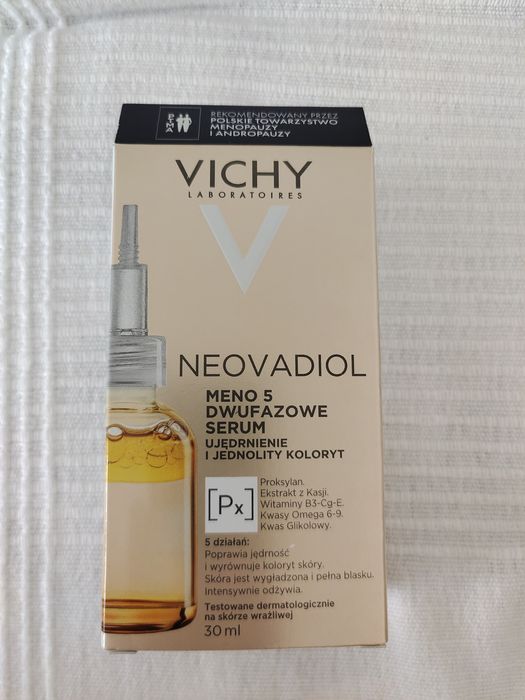 PTMA
REKOMENDOWANY PRZEZ
POLSKIE TOWARZYSTWO
MENOPAUZY
I ANDROPAUZY
VICHY
LABORATOIRES
V
NEOVADIOL
MENO 5
DWUFAZOWE
SERUM
UJĘDRNIENIE
I JEDNOLITY KOLORYT
[Px]
Proksylan.
Ekstrakt z Kasji.
Witaminy B3-Cg-E.
Kwasy Omega 6-9.
Kwas Glikolowy.
5 działań:
Poprawia jędrność
i wyrównuje koloryt skóry.
Skóra jest wygładzona i pełna blasku.
Intensywnie odżywia.
Testowane dermatologicznie
na skórze wrażliwej
30 ml